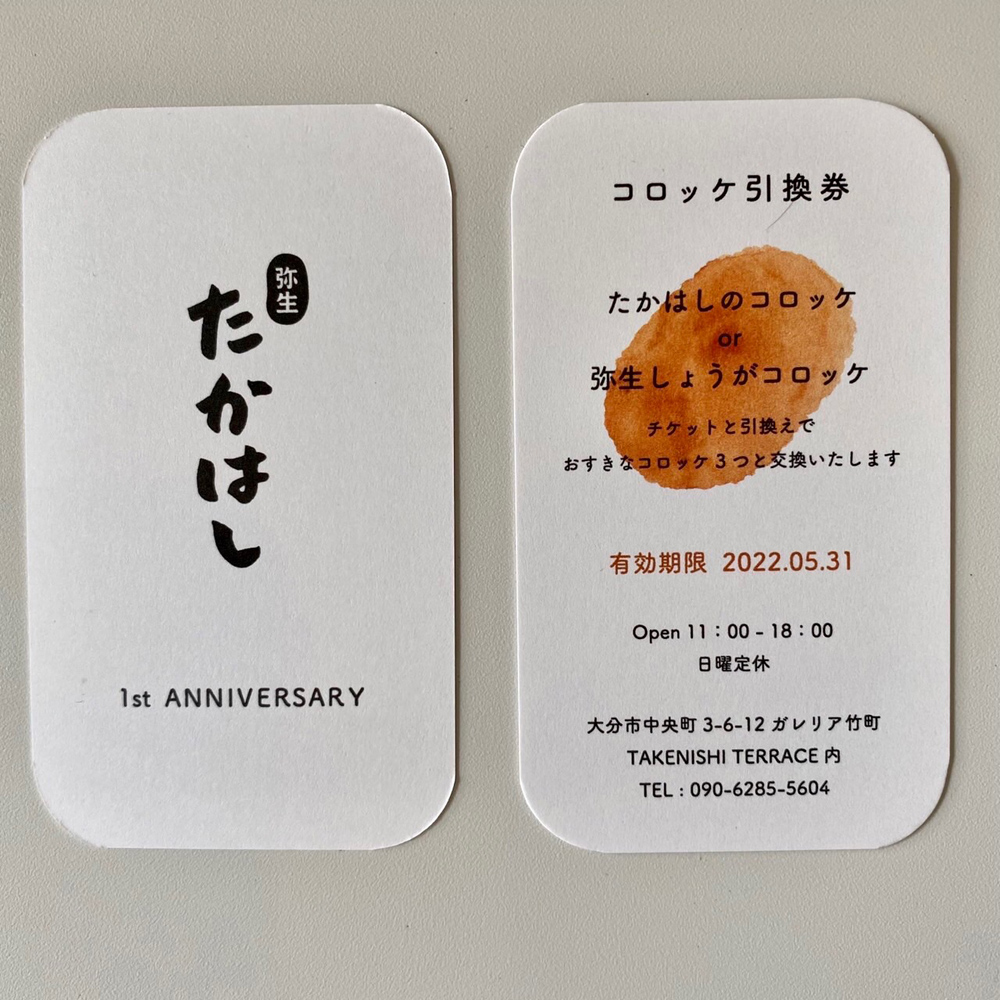 弥生
たかはし
1st ANNIVERSARY
コロッケ引換券
たかはしのコロッケ
or
弥生しょうがコロッケ
チケットと引換えで
おすきなコロッケ3つと交換いたします
有効期限 2022.05.31
Open 11：00 - 18：00
日曜定休
大分市中央町 3-6-12 ガレリア竹町
TAKENISHI TERRACE 内
TEL : 090-6285-5604